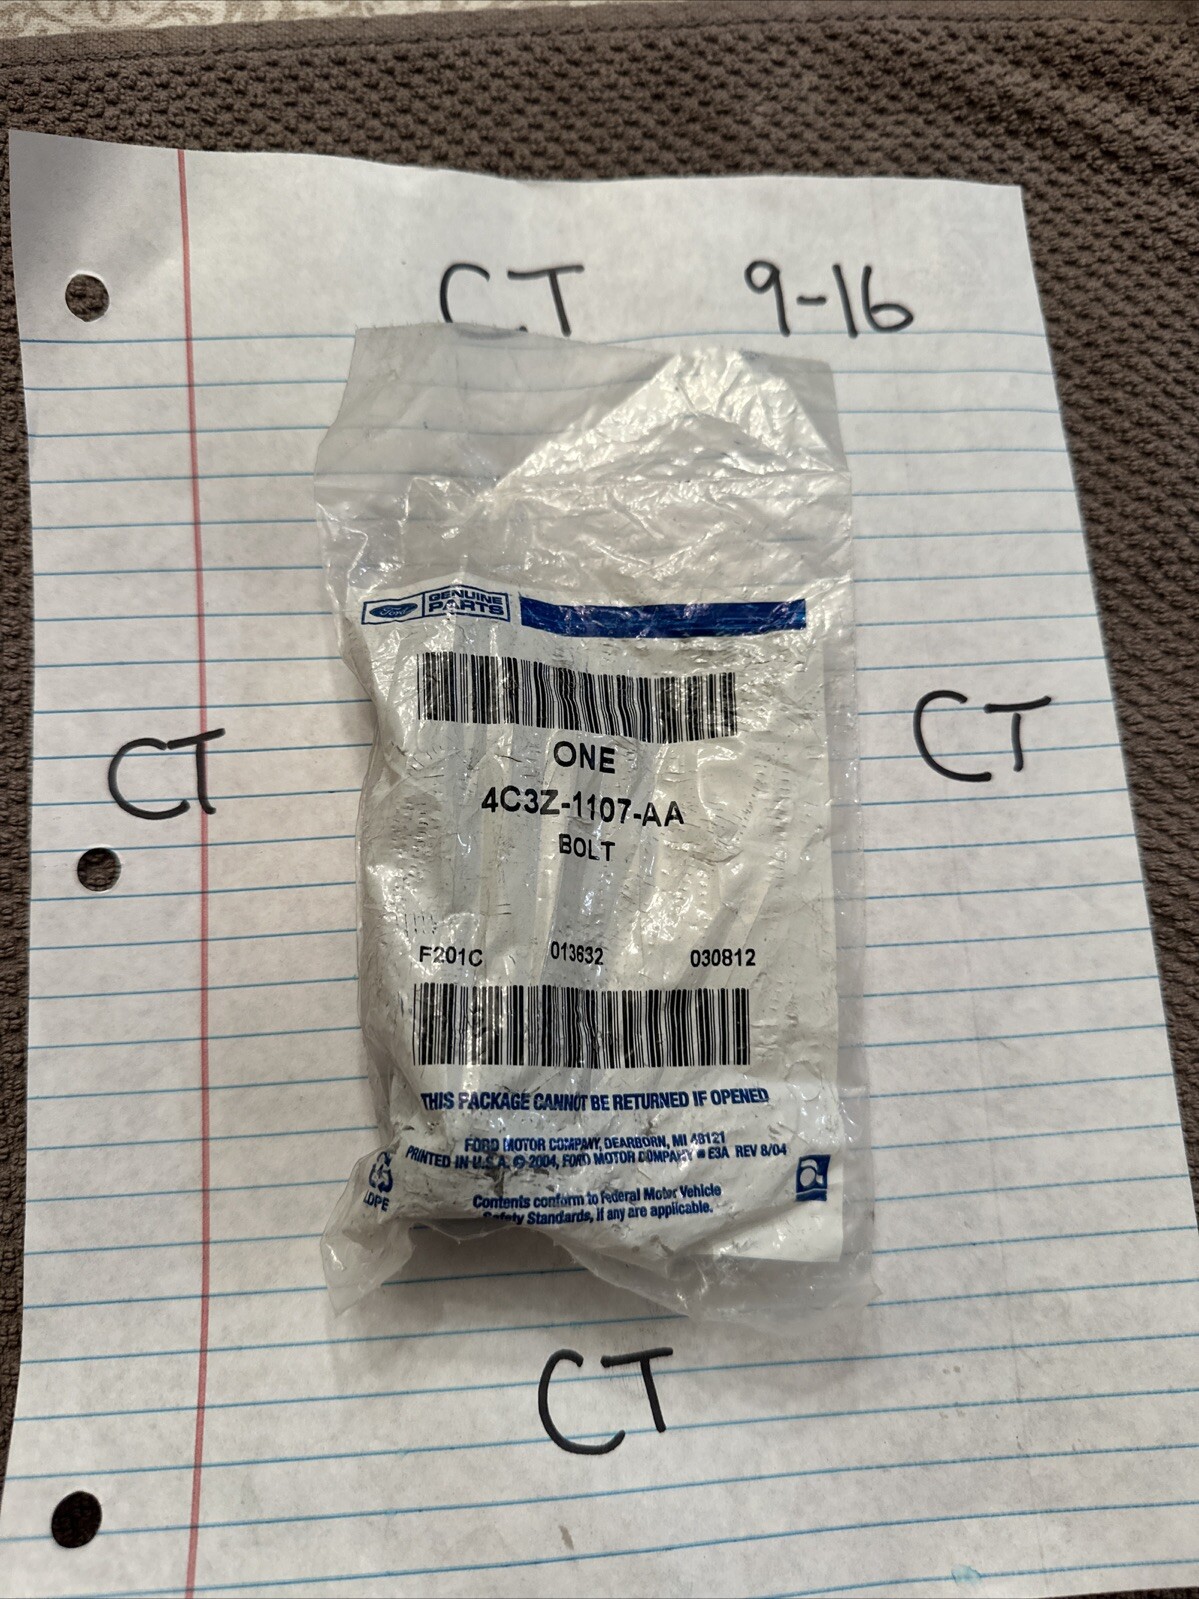 CT 9-16
Ford GENUINE PARTS
ONE
CT
CT
4C3Z-1107-AA
BOLT
F201C 013632 030812
THIS PACKAGE CANNOT BE RETURNED IF OPENED
FORD MOTOR COMPANY, DEARBORN, MI 48121
PRINTED IN U.S.A. © 2004, FORD MOTOR COMPANY ■ E3A REV 8/04
LDPE
Contents conform to Federal Motor Vehicle
Safety Standards, if any are applicable.
CT